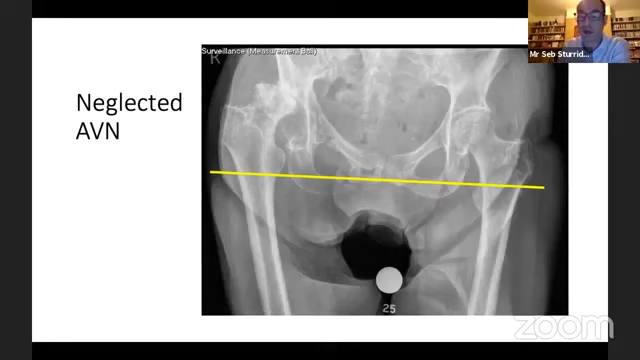 Neglected
AVN
Surveillance (Measurement Ball)
R
25
Mr Seb Sturrid...
zoom